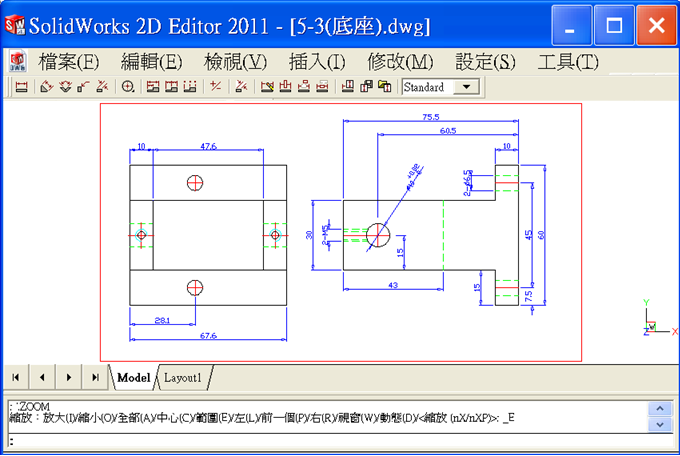 SolidWorks 2D Editor 2011 - [5-3(底座).dwg]
檔案(F) 編輯(E) 檢視(V) 插入(I) 修改(M) 設定(S) 工具(T)
Standard
75.5
60.5
10
47.6
10
2-ϕ6.5
30
2-M5
15
45
60
43
15
7.5
28.1
67.6
Y
Z
X
Model
Layout1
: 'ZOOM
縮放：放大(I)/縮小(O)/全部(A)/中心(C)/範圍(E)/左(L)/前一個(P)/右(R)/視窗(W)/動態(D)/<縮放 (nX/nXP)>: _E
: